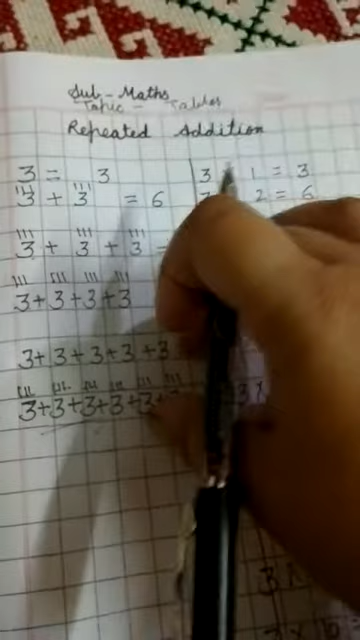 Sub - Maths
Topic - Tables
Repeated Addition
3 = 3
3 1 = 3
3 + 3 = 6
2 = 6
3 + 3 + 3 =
3+3+3+3
3+3+3+3+3
3+3+3+3+3+
3 x
3